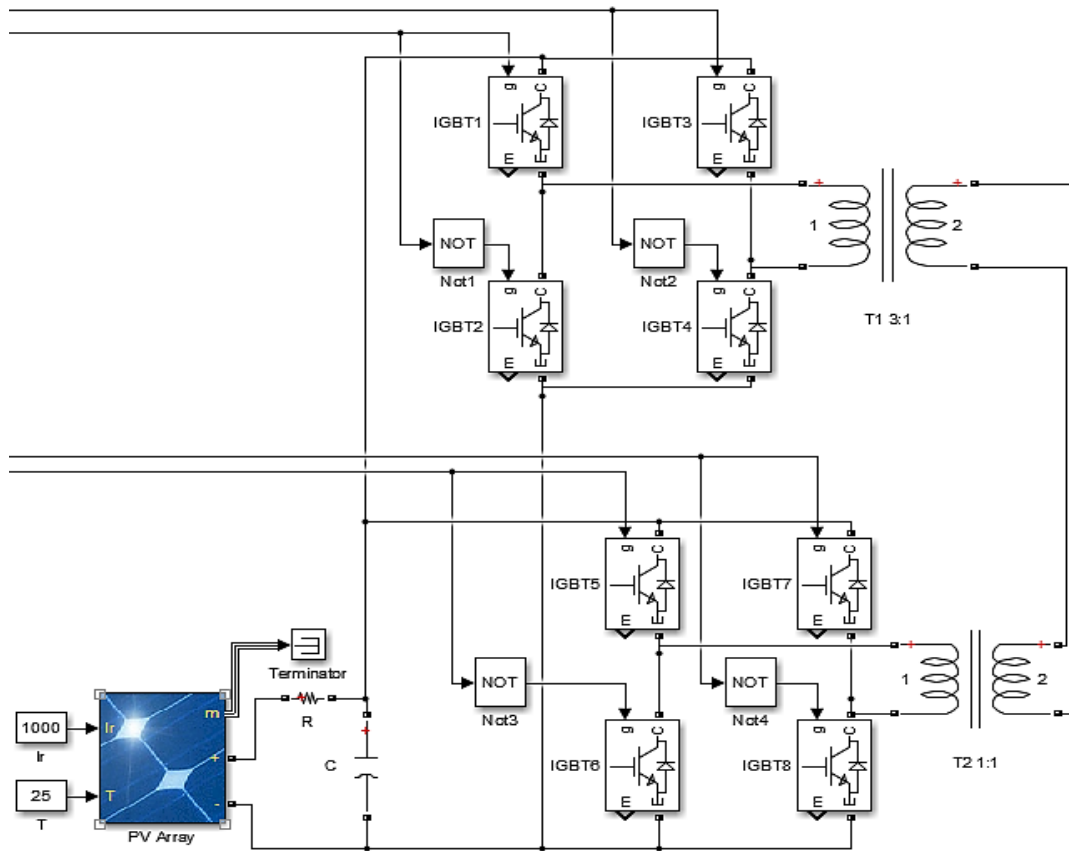 g C
IGBT1
m E
g C
IGBT3
m E
+ +
1 2
NOT
Not1
NOT
Not2
g C
IGBT2
m E
g C
IGBT4
m E
T1 3:1
g C
IGBT5
m E
g C
IGBT7
m E
+ +
1 2
Terminator
NOT
Not3
NOT
Not4
g C
IGBT6
m E
g C
IGBT8
m E
T2 1:1
1000
Ir
25
T
Ir
T
m
+
-
PV Array
+
R
+
C